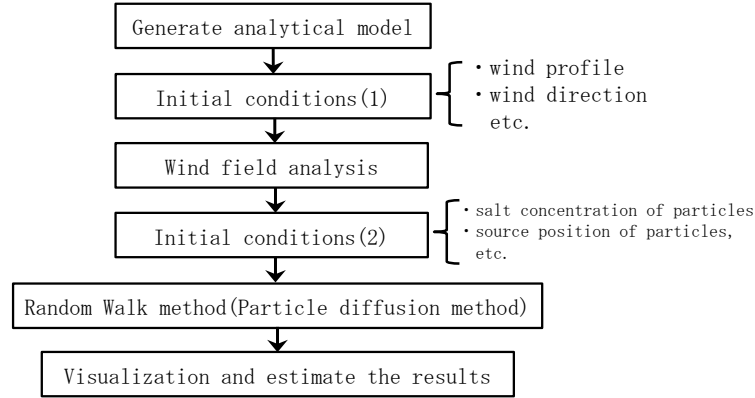 Generate analytical model
Initial conditions(1)
・wind profile
・wind direction
etc.
Wind field analysis
Initial conditions(2)
・salt concentration of particles
・source position of particles,
etc.
Random Walk method(Particle diffusion method)
Visualization and estimate the results